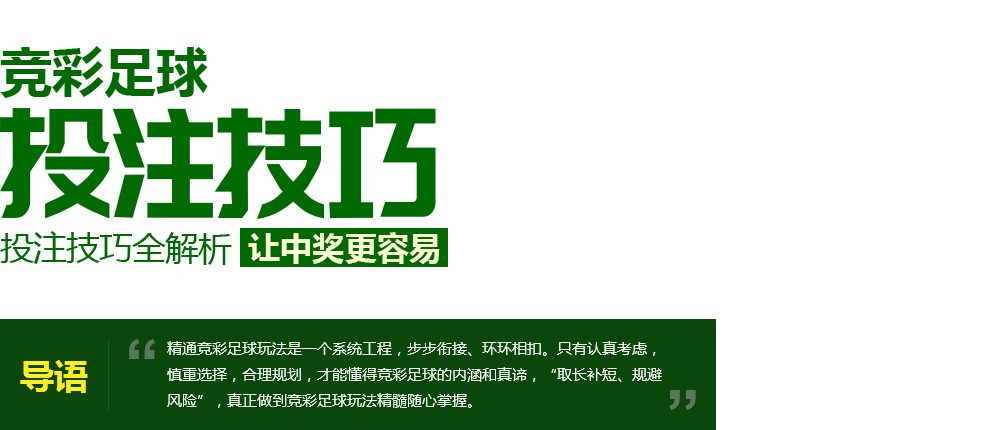 竞彩足球
投注技巧
投注技巧全解析 让中奖更容易
导语
“ 精通竞彩足球玩法是一个系统工程，步步衔接、环环相扣。只有认真考虑，
慎重选择，合理规划，才能懂得竞彩足球的内涵和真谛，“取长补短、规避
风险”，真正做到竞彩足球玩法精髓随心掌握。 ”